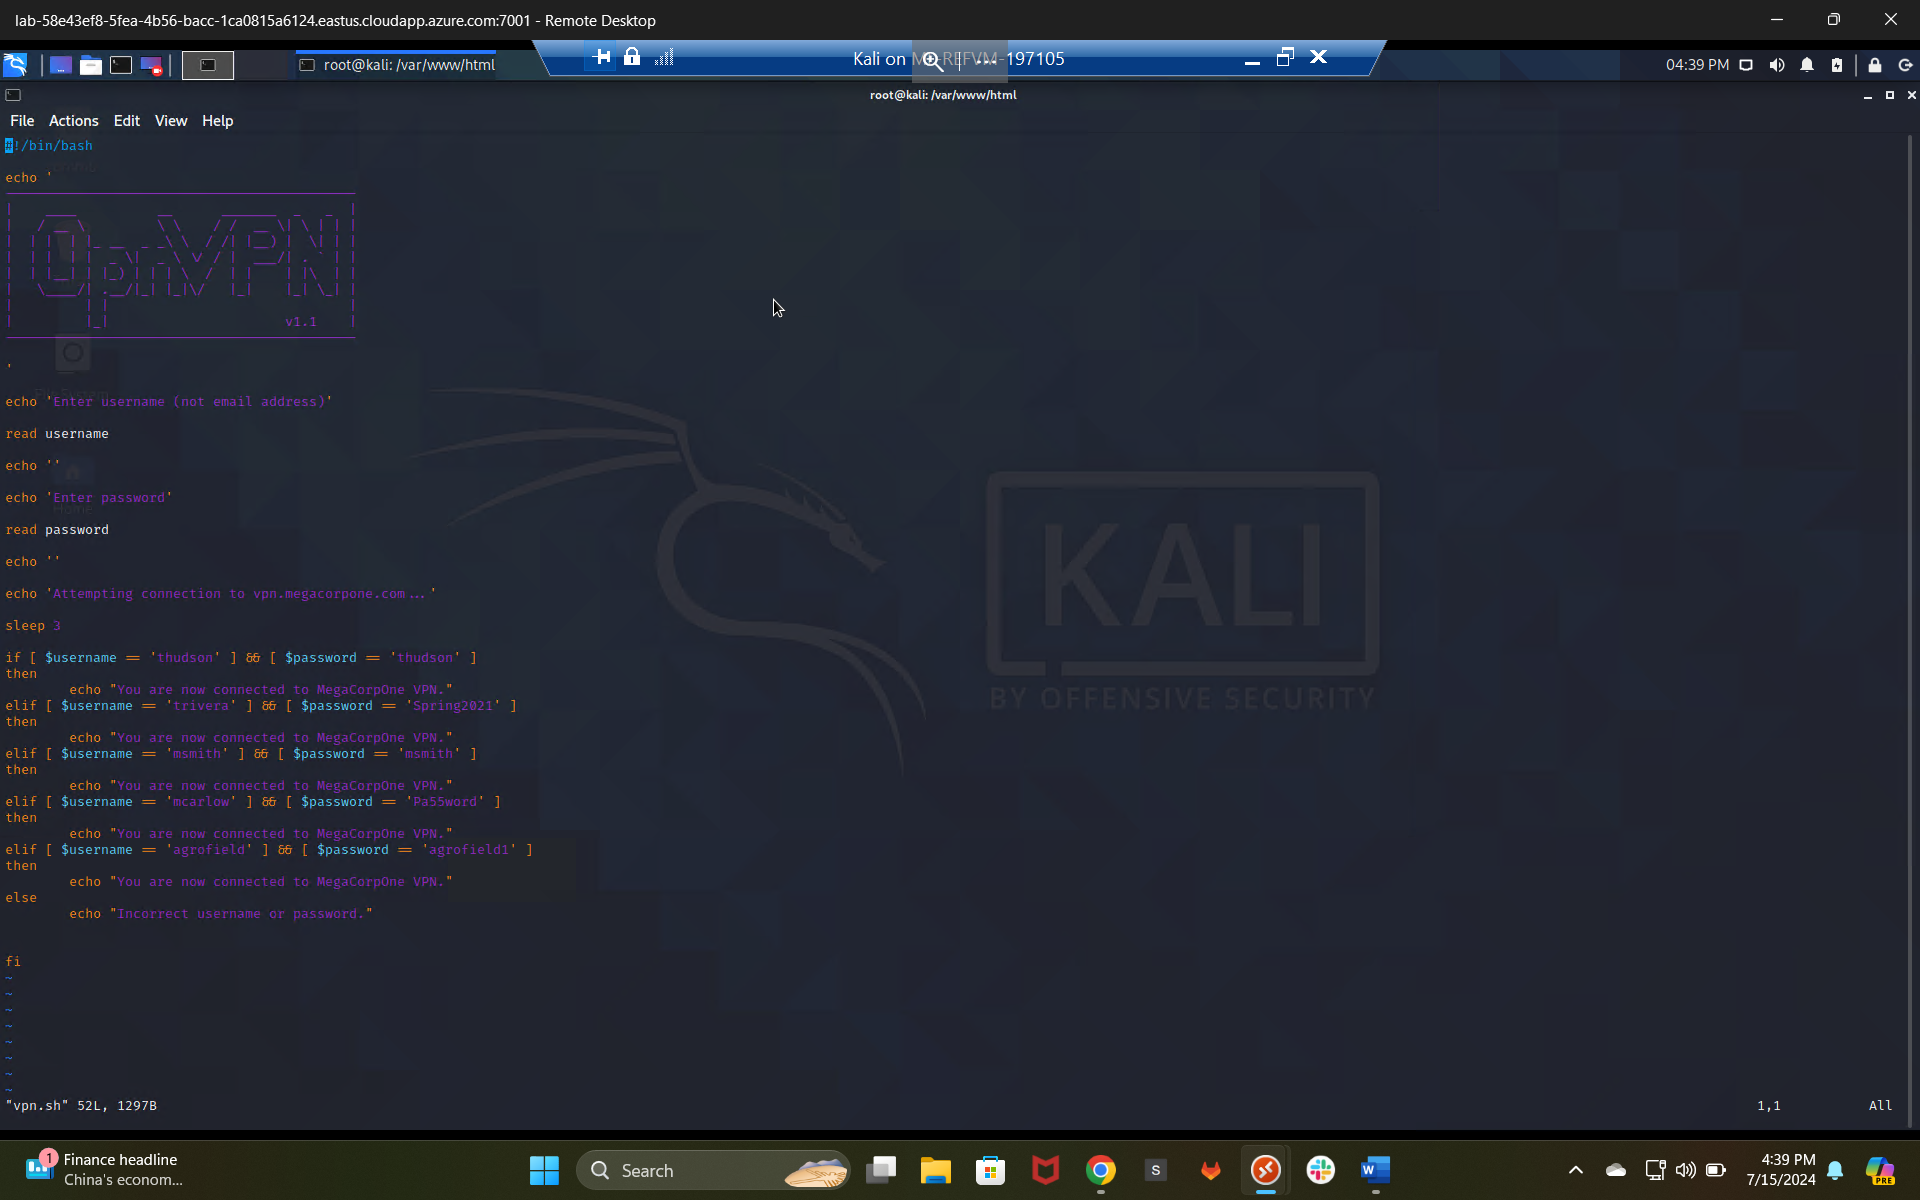 lab-58e43ef8-5fea-4b56-bacc-1ca0815a6124.eastus.cloudapp.azure.com:7001 - Remote Desktop
root@kali: /var/www/html
Kali on
-197105
04:39 PM
root@kali: /var/www/html
File Actions Edit View Help
#!/bin/bash
echo '
OpnVPN
v1.1
'
echo 'Enter username (not email address)'
read username
echo ''
echo 'Enter password'
read password
echo ''
echo 'Attempting connection to vpn.megacorpone.com...'
sleep 3
if [ $username == 'thudson' ] && [ $password == 'thudson' ]
then
echo "You are now connected to MegaCorpOne VPN."
elif [ $username == 'trivera' ] && [ $password == 'Spring2021' ]
then
echo "You are now connected to MegaCorpOne VPN."
elif [ $username == 'msmith' ] && [ $password == 'msmith' ]
then
echo "You are now connected to MegaCorpOne VPN."
elif [ $username == 'mcarlow' ] && [ $password == 'Pa55word' ]
then
echo "You are now connected to MegaCorpOne VPN."
elif [ $username == 'agrofield' ] && [ $password == 'agrofield1' ]
then
echo "You are now connected to MegaCorpOne VPN."
else
echo "Incorrect username or password."
fi
~
~
~
~
~
~
~
~
"vpn.sh" 52L, 1297B
1,1
All
KALI
BY OFFENSIVE SECURITY
Home
1
Finance headline
China's econom...
Search
S
W
4:39 PM
7/15/2024
PRE